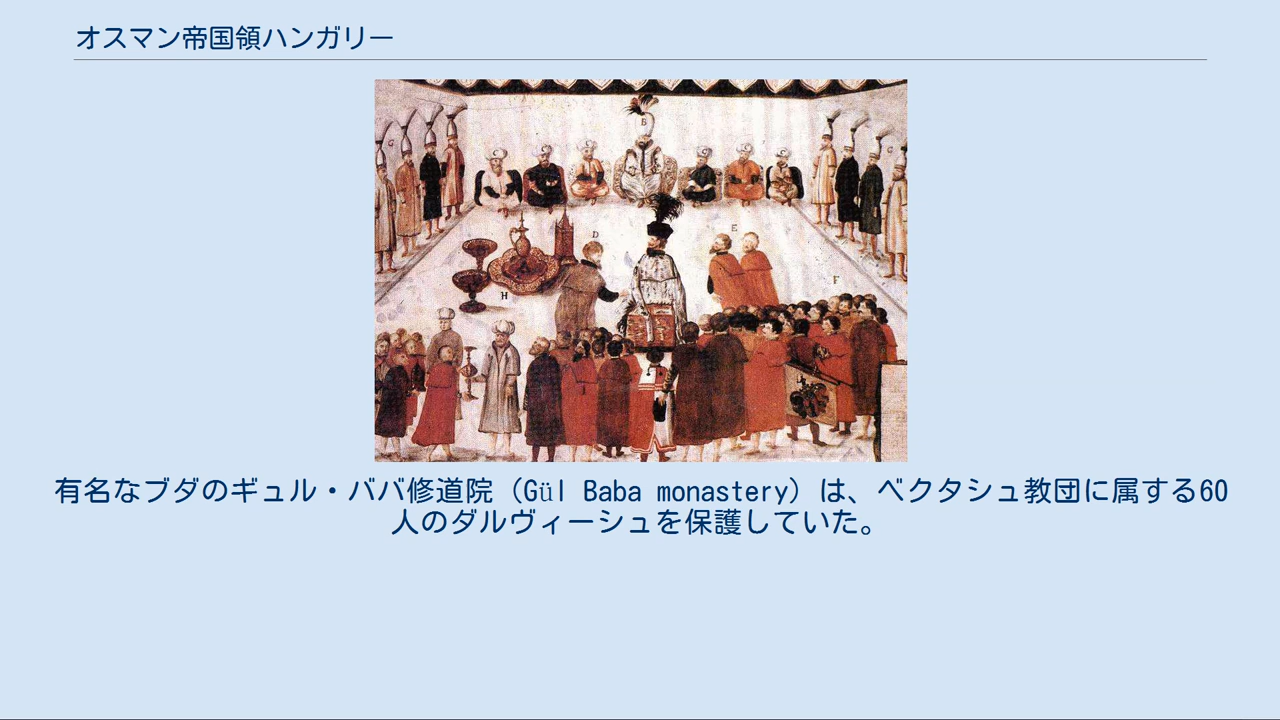 オスマン帝国領ハンガリー
B
C
C
C
C
C
C
G
G
D
E
F
H
有名なブダのギュル・ババ修道院（Gül Baba monastery）は、ベクタシュ教団に属する60
人のダルヴィーシュを保護していた。